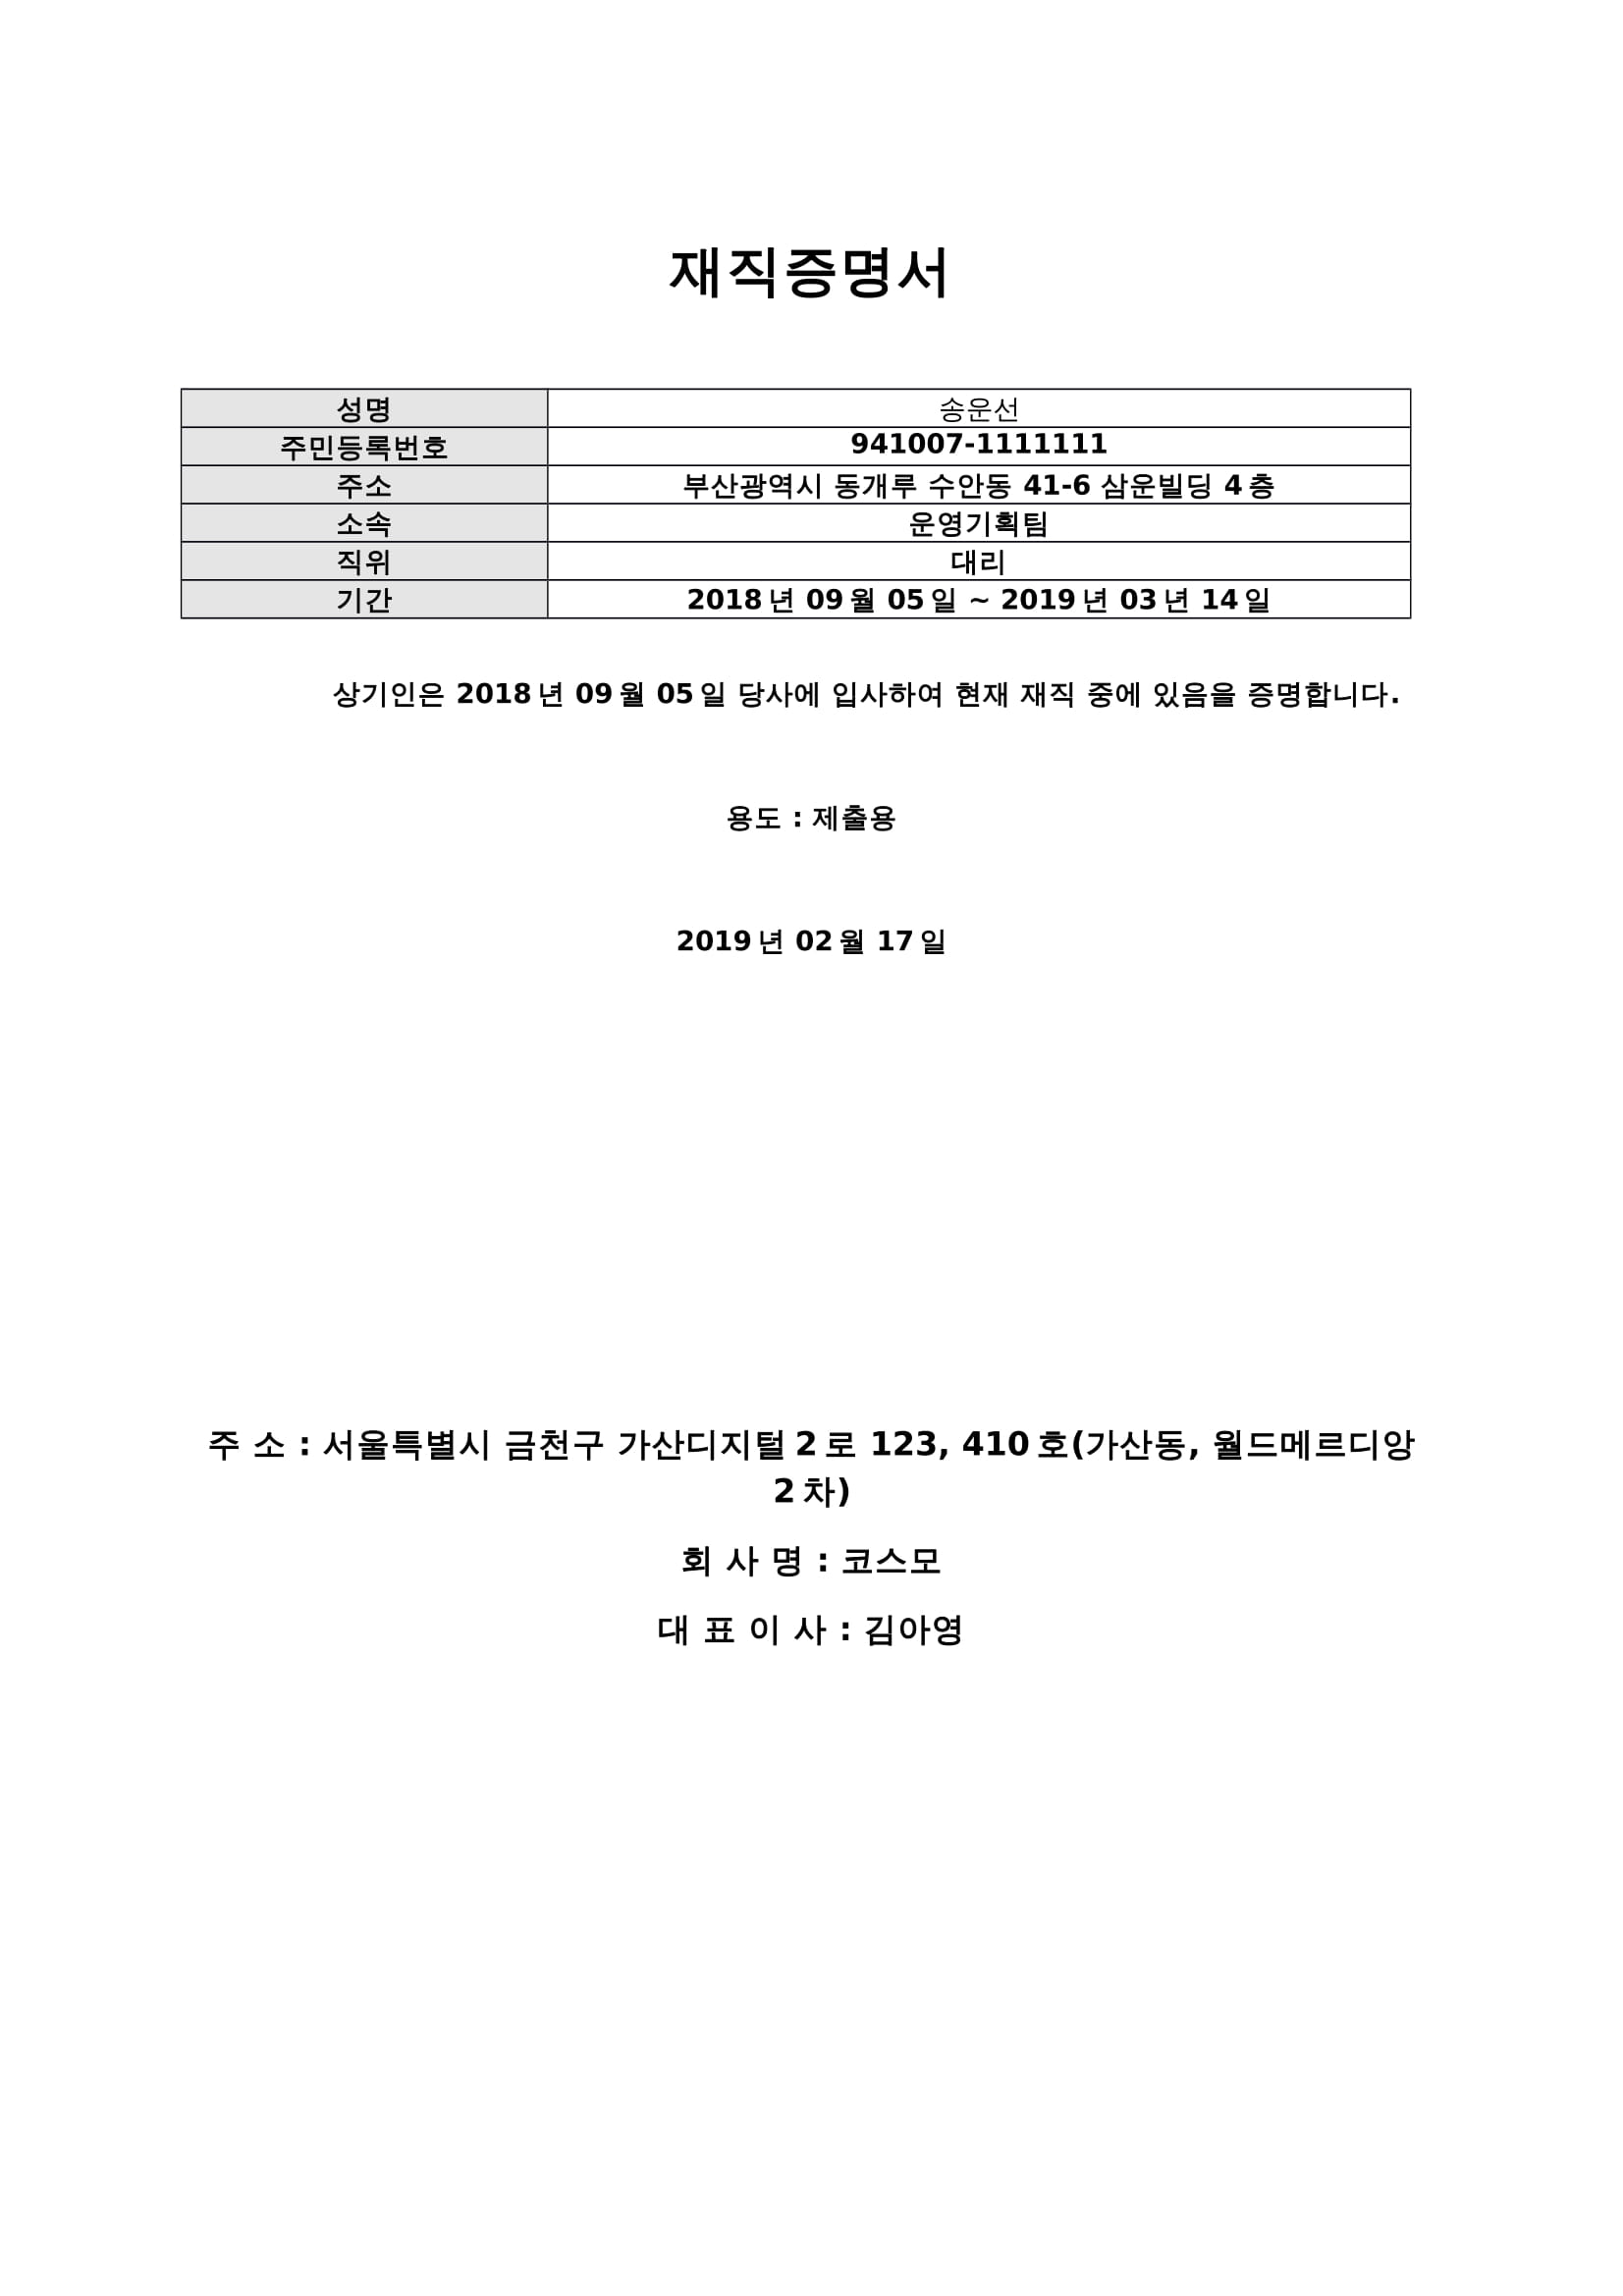 재직증명서
성명 송운선
주민등록번호 941007-1111111
주소 부산광역시 동개루 수안동 41-6 삼운빌딩 4층
소속 운영기획팀
직위 대리
기간 2018년 09월 05일 ~ 2019년 03년 14일
상기인은 2018년 09월 05일 당사에 입사하여 현재 재직 중에 있음을 증명합니다.
용도 : 제출용
2019년 02월 17일
주 소 : 서울특별시 금천구 가산디지털2로 123, 410호(가산동, 월드메르디앙
2차)
회 사 명 : 코스모
대 표 이 사 : 김아영